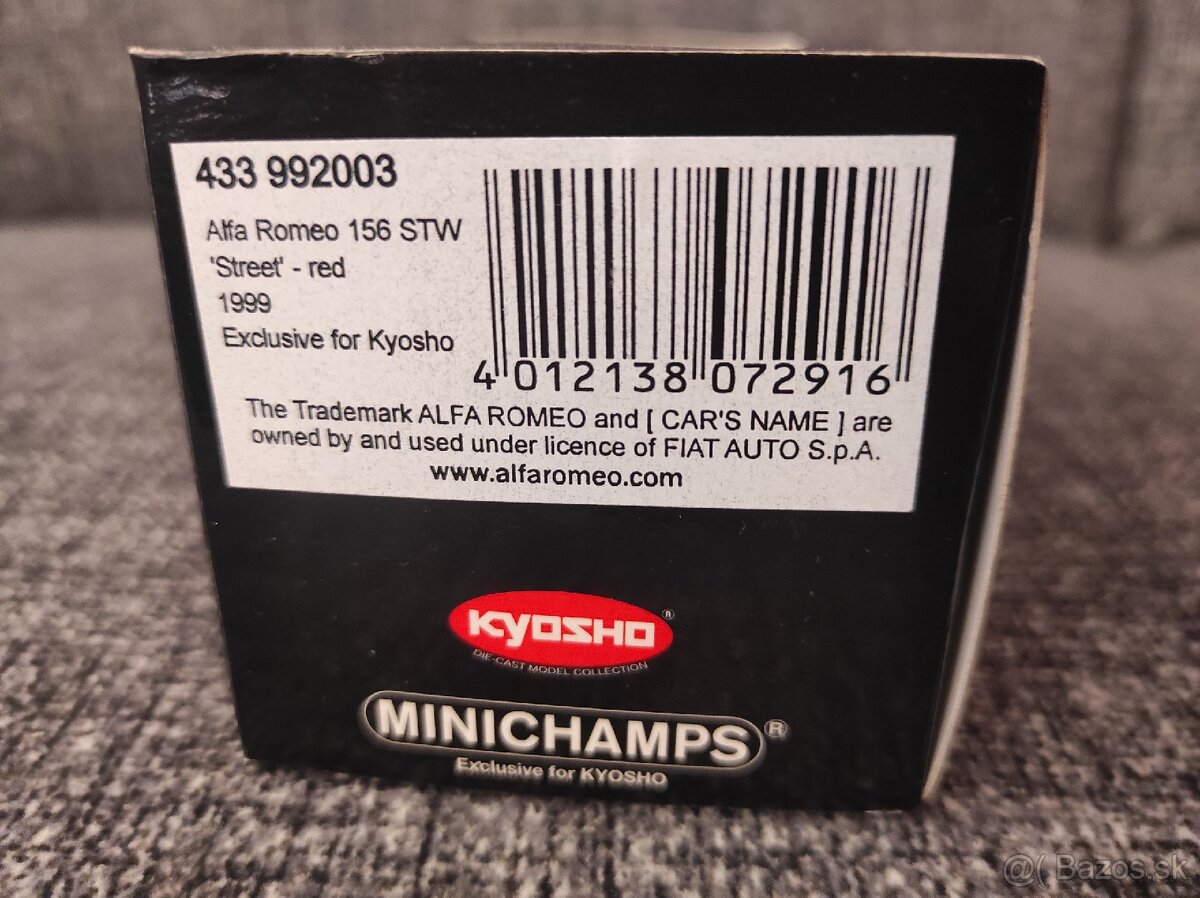 433 992003
Alfa Romeo 156 STW
'Street' - red
1999
Exclusive for Kyosho
4 012138 072916
The Trademark ALFA ROMEO and [ CAR'S NAME ] are
owned by and used under licence of FIAT AUTO S.p.A.
www.alfaromeo.com
KYOSHO ®
DIE-CAST MODEL COLLECTION
MINICHAMPS ®
Exclusive for KYOSHO
@( Bazos.sk